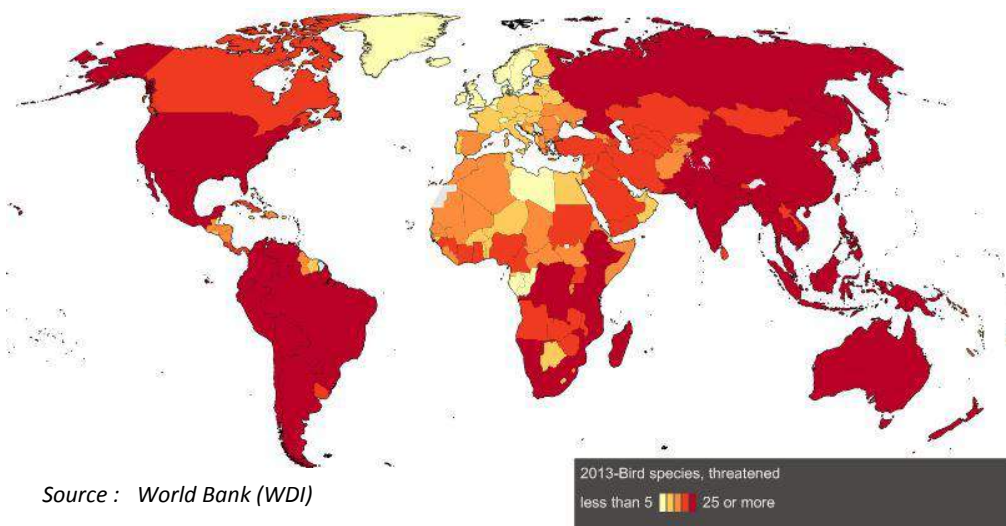 Source : World Bank (WDI)
2013-Bird species, threatened
less than 5 25 or more